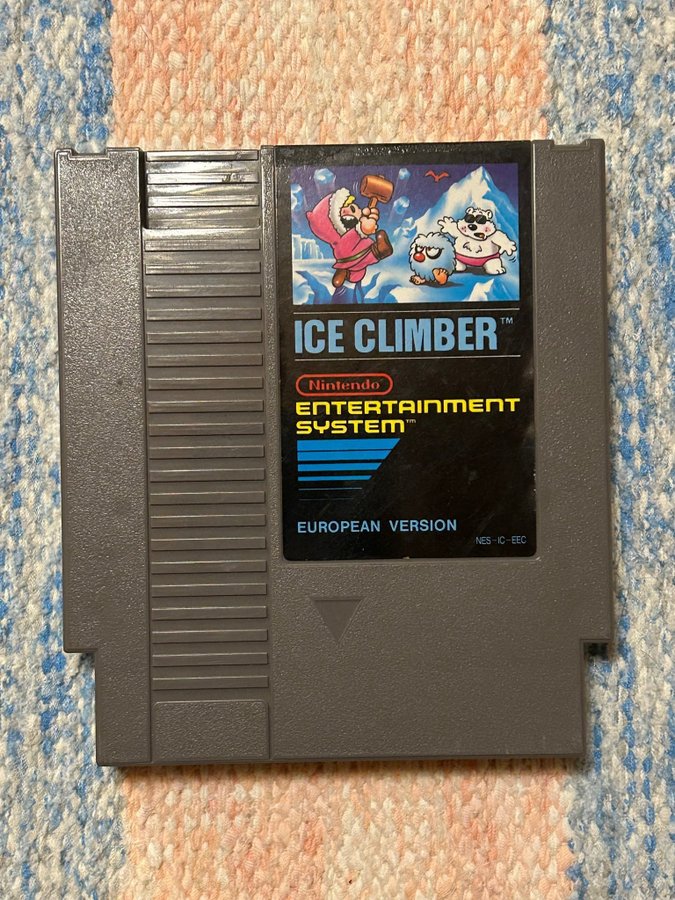 ICE CLIMBER™
Nintendo®
ENTERTAINMENT
SYSTEM™
EUROPEAN VERSION
NES-IC-EEC